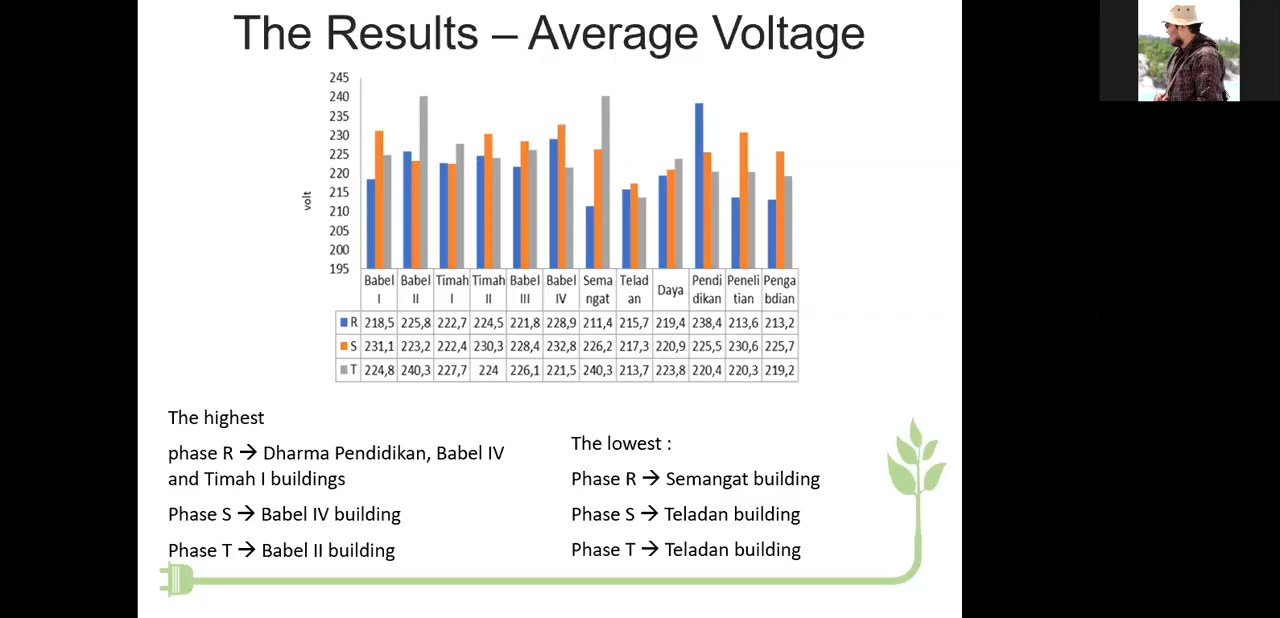 The Results – Average Voltage
245
240
235
230
225
220
215
210
205
200
195
volt
Babel I Babel II Timah I Timah II Babel III Babel IV Sema ngat Telad an Daya Pendi dikan Peneli tian Penga bdian
R 218,5 225,8 222,7 224,5 221,8 228,9 211,4 215,7 219,4 238,4 213,6 213,2
S 231,1 223,2 222,4 230,3 228,4 232,8 226,2 217,3 220,9 225,5 230,6 225,7
T 224,8 240,3 227,7 224 226,1 221,5 240,3 213,7 223,8 220,4 220,3 219,2
The highest
phase R → Dharma Pendidikan, Babel IV
and Timah I buildings
Phase S → Babel IV building
Phase T → Babel II building
The lowest :
Phase R → Semangat building
Phase S → Teladan building
Phase T → Teladan building